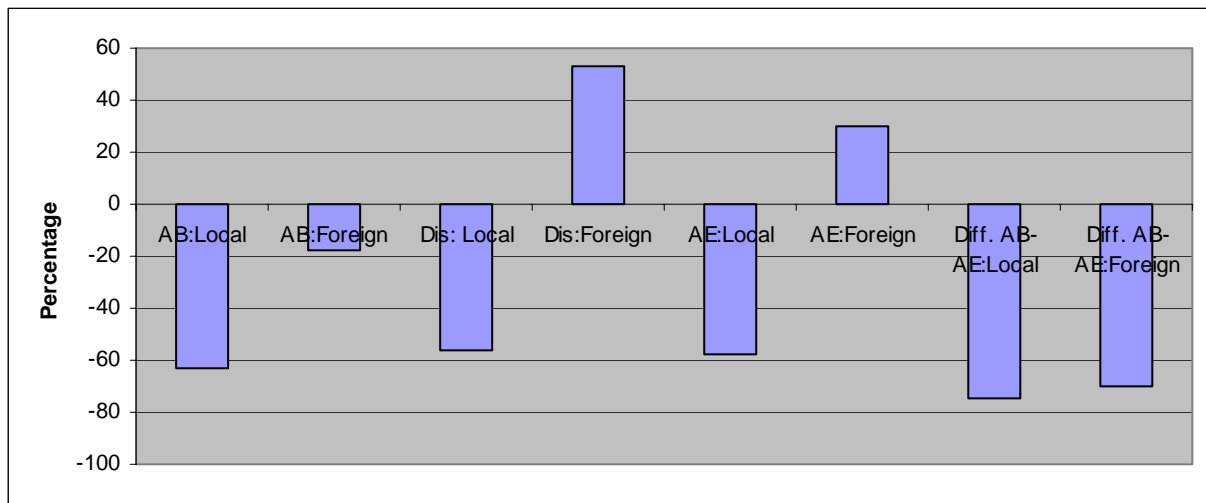 60
40
20
0
-20
-40
-60
-80
-100
Percentage
AB:Local
AB:Foreign
Dis: Local
Dis:Foreign
AE:Local
AE:Foreign
Diff. AB-
AE:Local
Diff. AB-
AE:Foreign